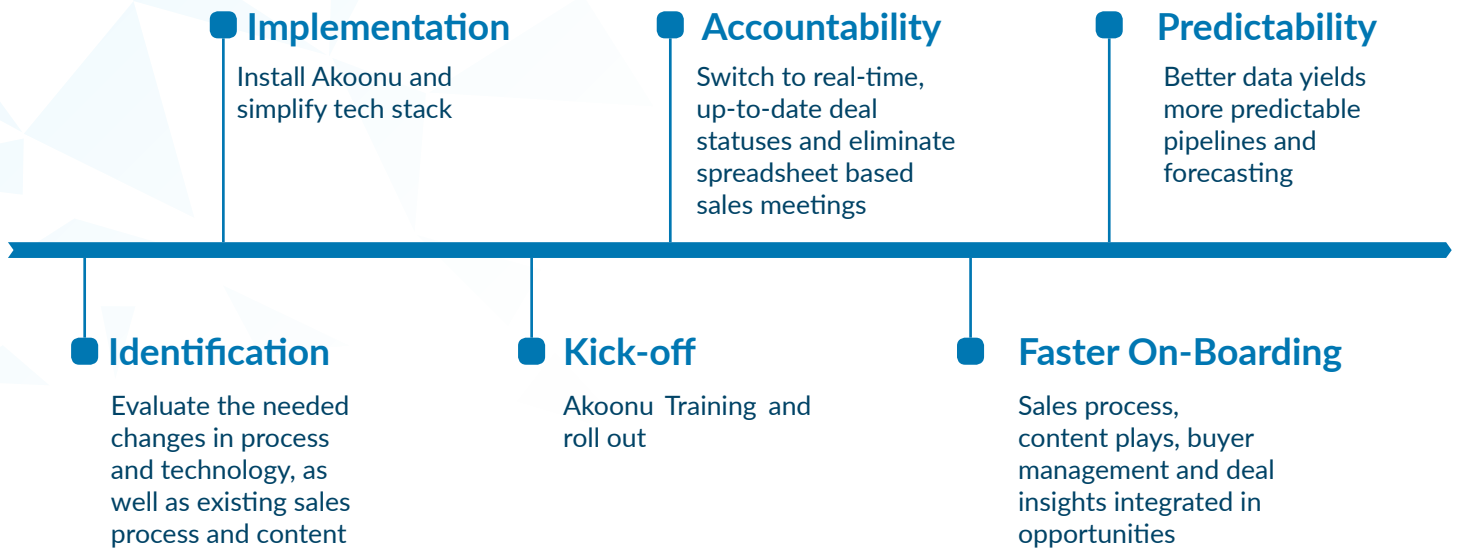 Implementation
Install Akoonu and
simplify tech stack
Accountability
Switch to real-time,
up-to-date deal
statuses and eliminate
spreadsheet based
sales meetings
Predictability
Better data yields
more predictable
pipelines and
forecasting
Identification
Evaluate the needed
changes in process
and technology, as
well as existing sales
process and content
Kick-off
Akoonu Training and
roll out
Faster On-Boarding
Sales process,
content plays, buyer
management and deal
insights integrated in
opportunities